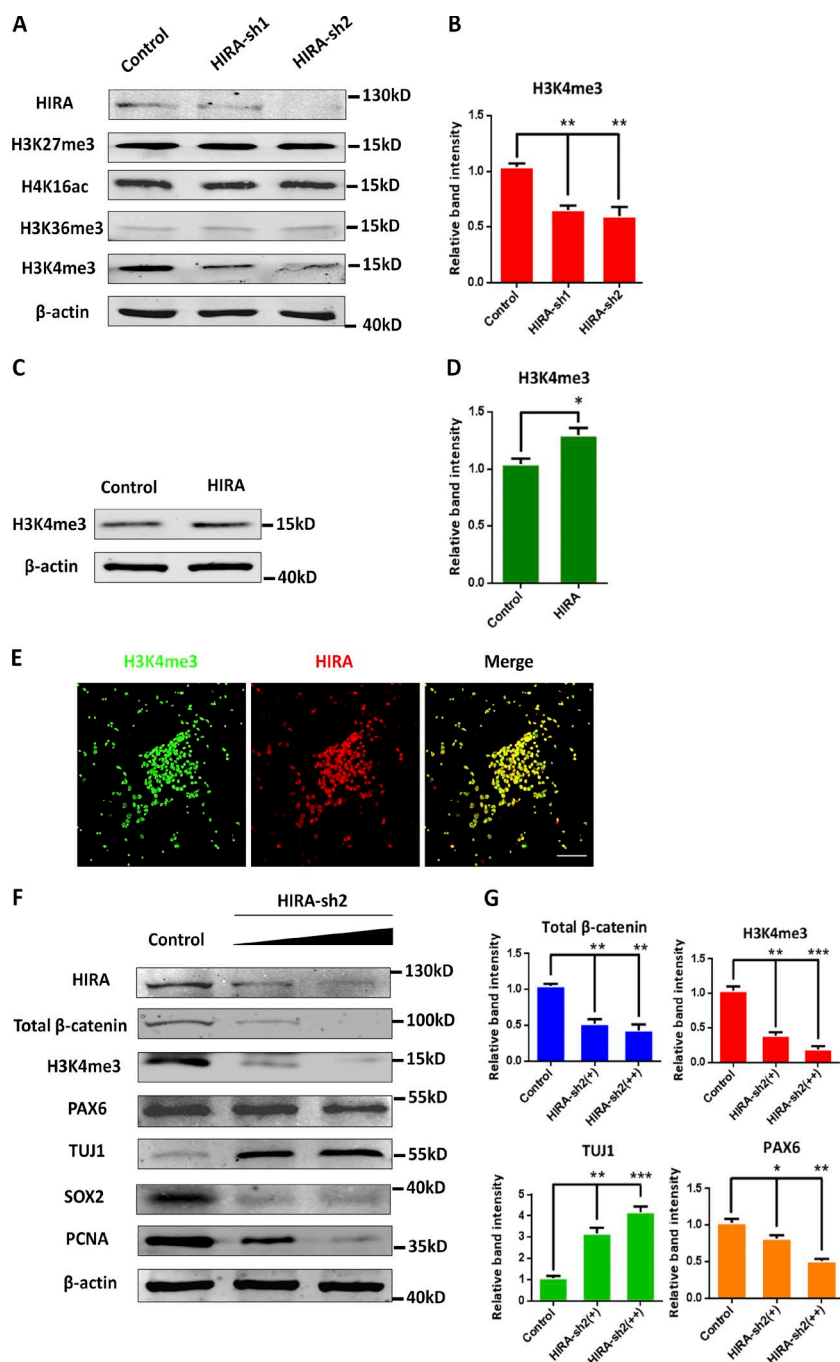 A
Control
HIRA-sh1
HIRA-sh2
HIRA
130kD
H3K27me3
15kD
H4K16ac
15kD
H3K36me3
15kD
H3K4me3
15kD
β-actin
40kD
B
H3K4me3
Relative band intensity
1.5
1.0
0.5
0.0
** **
Control
HIRA-sh1
HIRA-sh2
C
Control HIRA
H3K4me3
15kD
β-actin
40kD
D
H3K4me3
Relative band intensity
1.5
1.0
0.5
0.0
*
Control
HIRA
E
H3K4me3 HIRA Merge
F
HIRA-sh2
Control
HIRA
130kD
Total β-catenin
100kD
H3K4me3
15kD
PAX6
55kD
TUJ1
55kD
SOX2
40kD
PCNA
35kD
β-actin
40kD
G
Total β-catenin
Relative band intensity
1.5
1.0
0.5
0.0
** **
Control
HIRA-sh2(+)
HIRA-sh2(++)
H3K4me3
Relative band intensity
1.5
1.0
0.5
0.0
** ***
Control
HIRA-sh2(+)
HIRA-sh2(++)
TUJ1
Relative band intensity
5
4
3
2
1
0
** ***
Control
HIRA-sh2(+)
HIRA-sh2(++)
PAX6
Relative band intensity
1.5
1.0
0.5
0.0
* **
Control
HIRA-sh2(+)
HIRA-sh2(++)